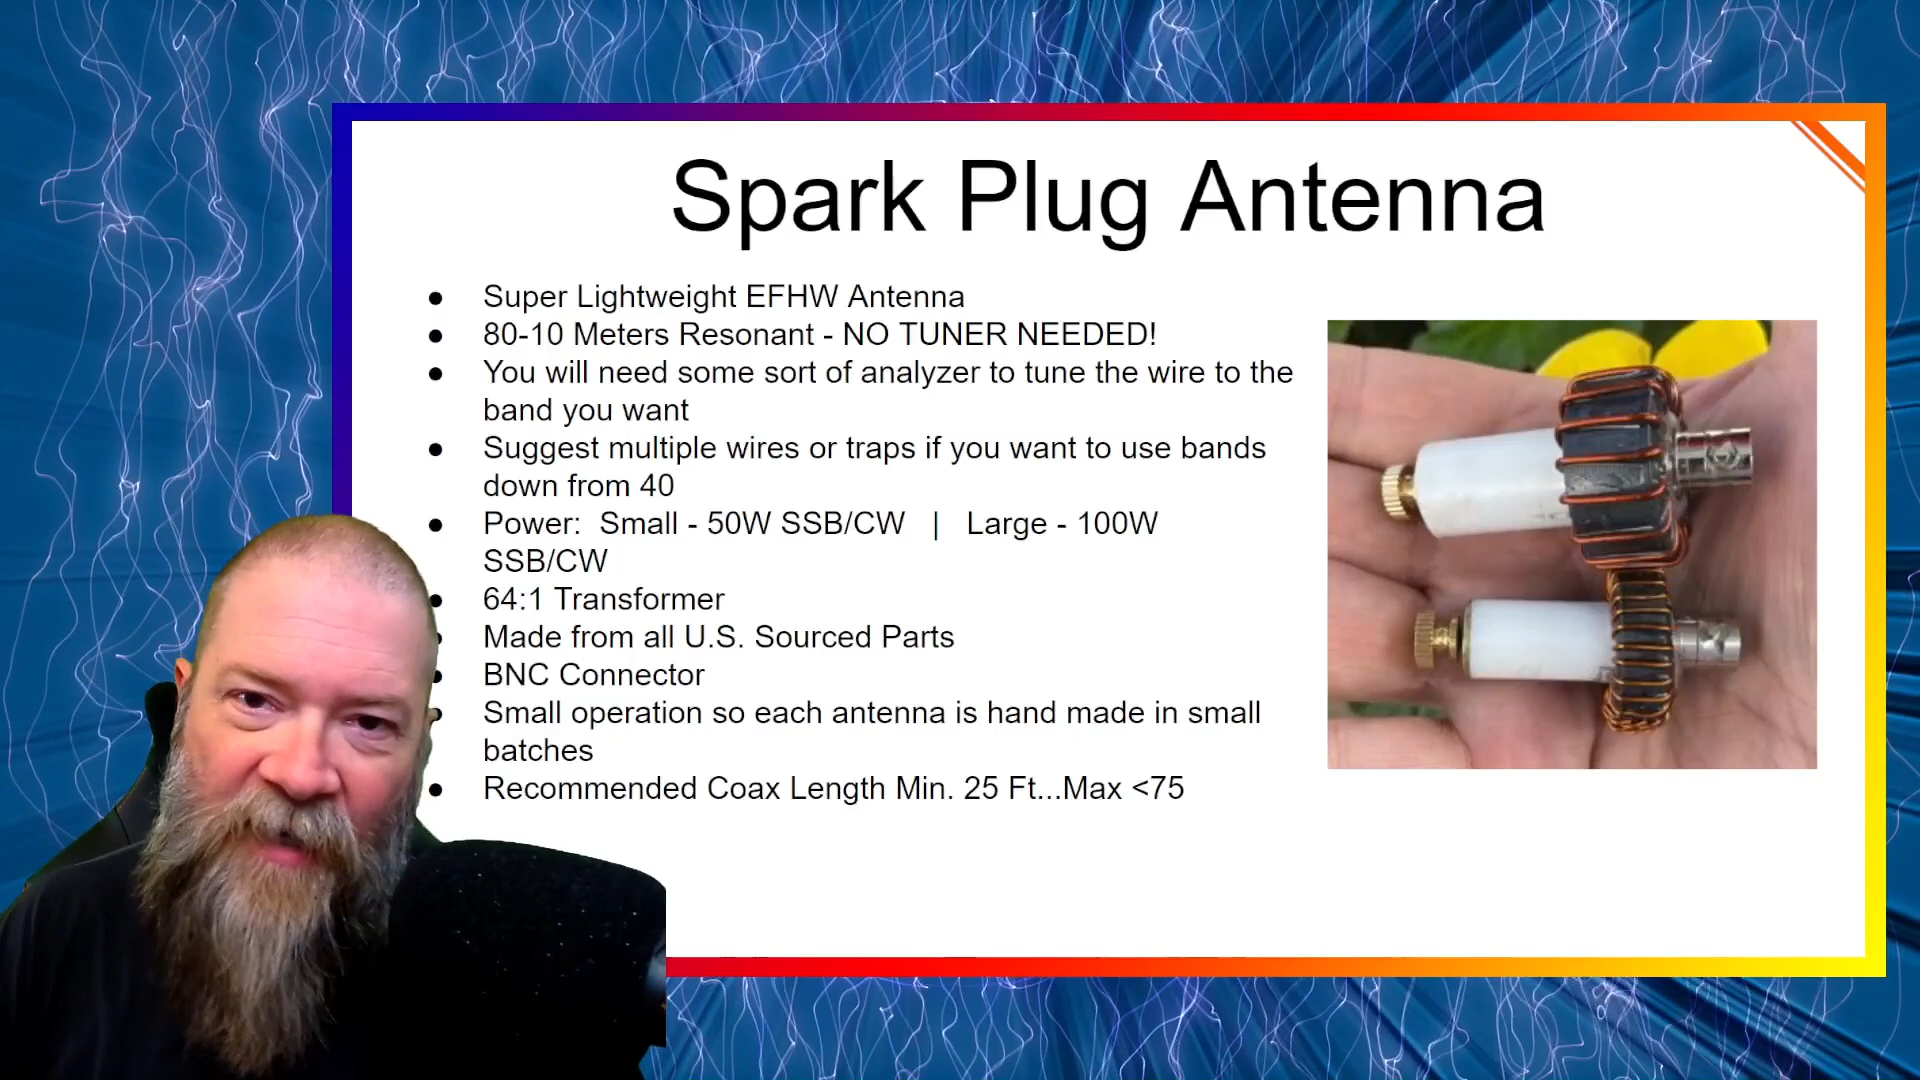 Spark Plug Antenna
● Super Lightweight EFHW Antenna
● 80-10 Meters Resonant - NO TUNER NEEDED!
● You will need some sort of analyzer to tune the wire to the
band you want
● Suggest multiple wires or traps if you want to use bands
down from 40
● Power: Small - 50W SSB/CW | Large - 100W
SSB/CW
● 64:1 Transformer
● Made from all U.S. Sourced Parts
● BNC Connector
● Small operation so each antenna is hand made in small
batches
● Recommended Coax Length Min. 25 Ft...Max <75